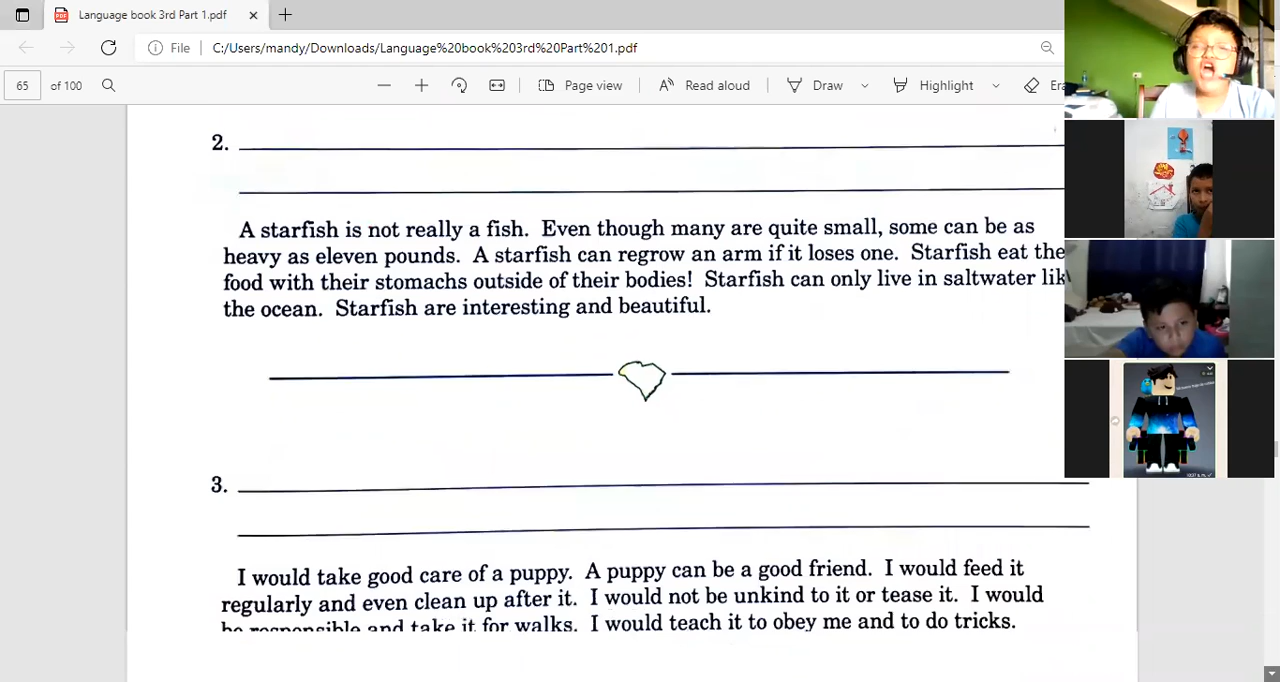 Language book 3rd Part 1.pdf
File C:/Users/mandy/Downloads/Language%20book%203rd%20Part%201.pdf
65 of 100 Page view Read aloud Draw Highlight Era
2.
A starfish is not really a fish. Even though many are quite small, some can be as
heavy as eleven pounds. A starfish can regrow an arm if it loses one. Starfish eat the
food with their stomachs outside of their bodies! Starfish can only live in saltwater lik
the ocean. Starfish are interesting and beautiful.
3.
I would take good care of a puppy. A puppy can be a good friend. I would feed it
regularly and even clean up after it. I would not be unkind to it or tease it. I would
be responsible and take it for walks. I would teach it to obey me and to do tricks.